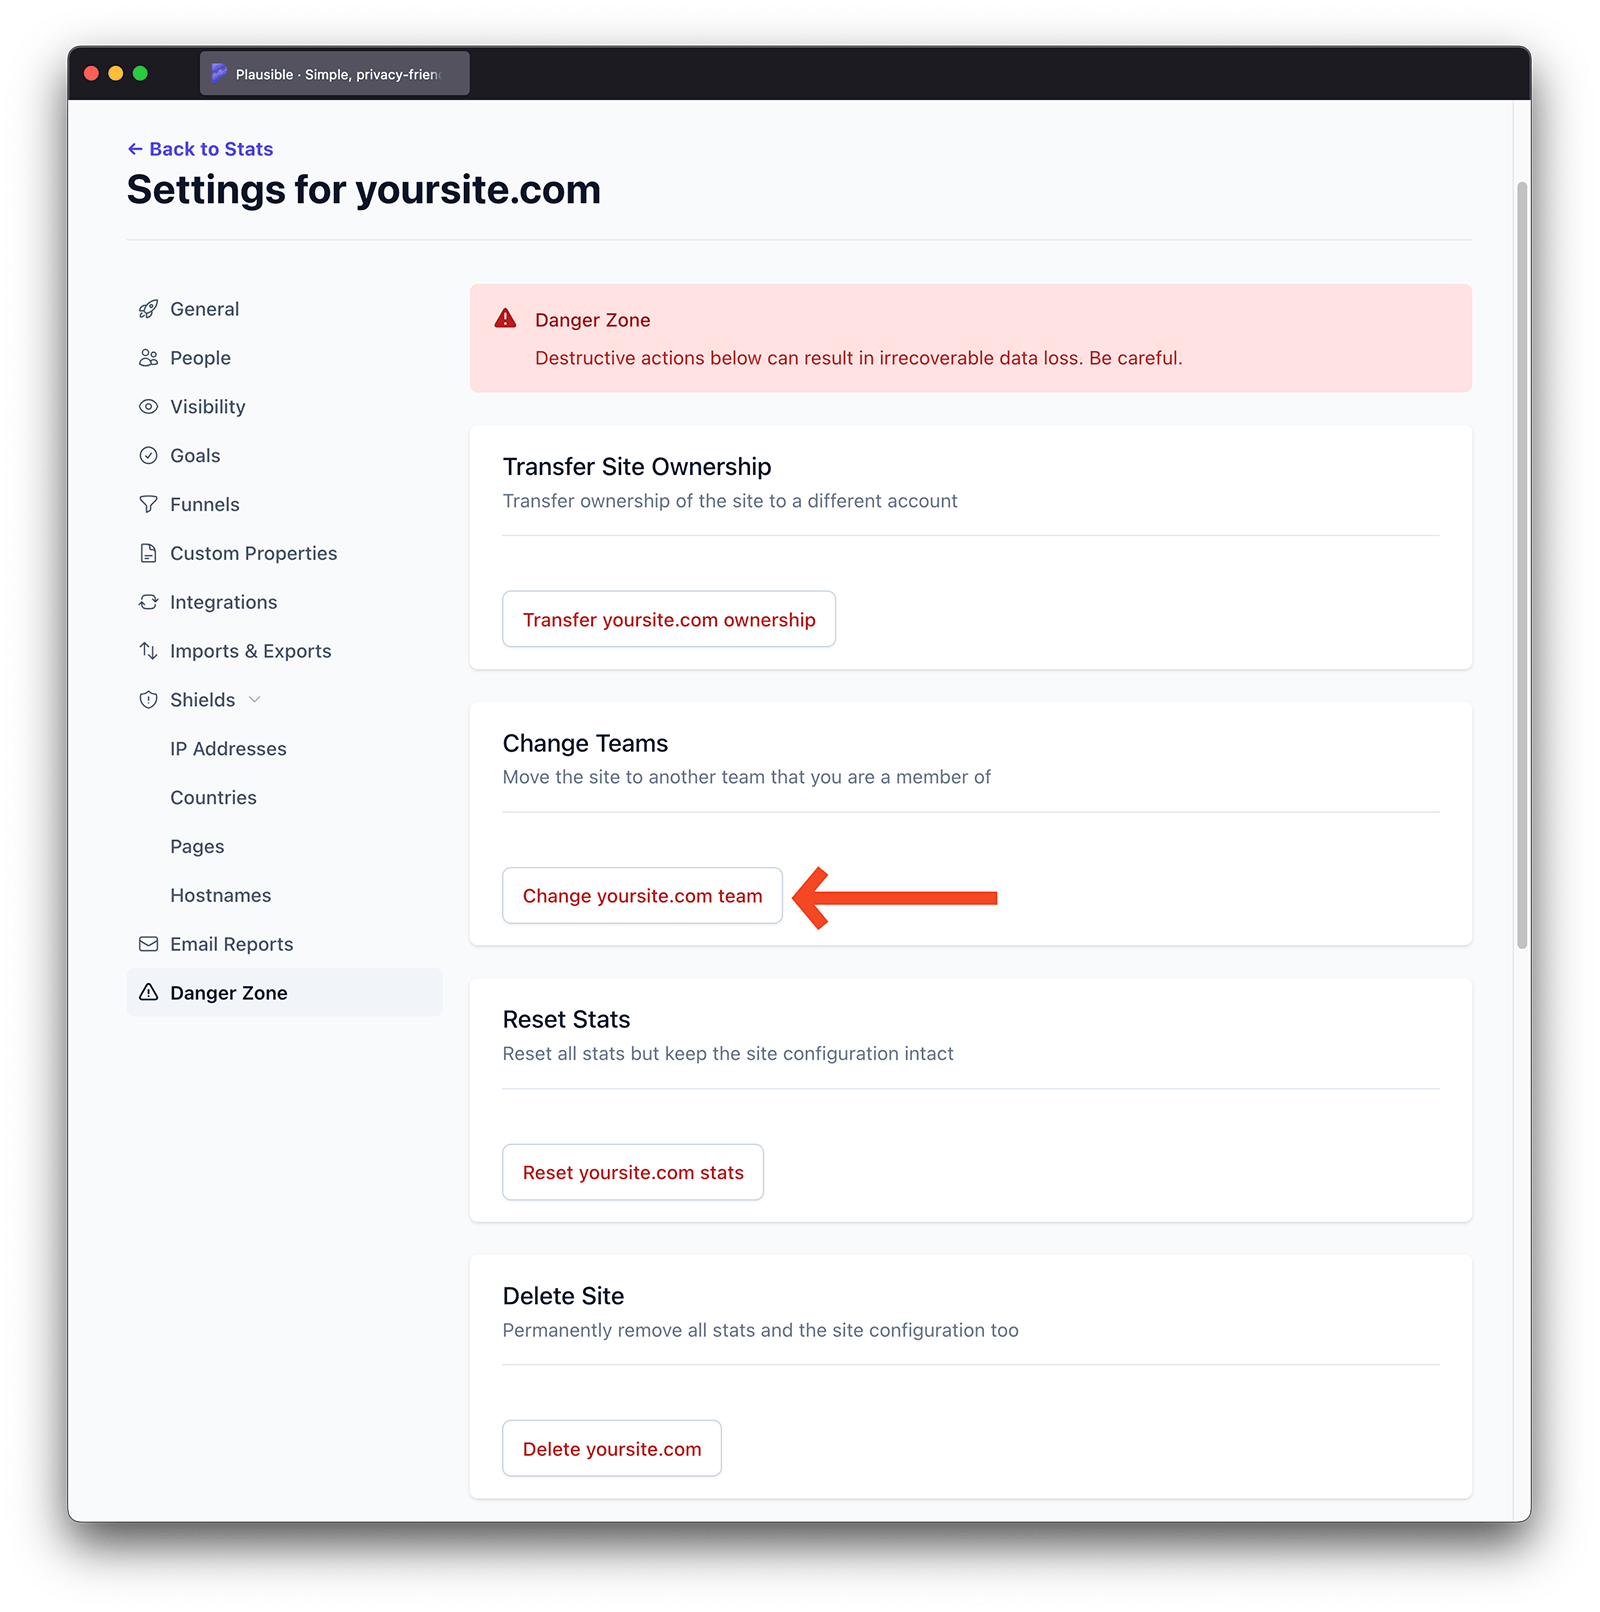 Plausible · Simple, privacy-frien
← Back to Stats
Settings for yoursite.com
General
People
Visibility
Goals
Funnels
Custom Properties
Integrations
Imports & Exports
Shields
IP Addresses
Countries
Pages
Hostnames
Email Reports
Danger Zone
Danger Zone
Destructive actions below can result in irrecoverable data loss. Be careful.
Transfer Site Ownership
Transfer ownership of the site to a different account
Transfer yoursite.com ownership
Change Teams
Move the site to another team that you are a member of
Change yoursite.com team
Reset Stats
Reset all stats but keep the site configuration intact
Reset yoursite.com stats
Delete Site
Permanently remove all stats and the site configuration too
Delete yoursite.com